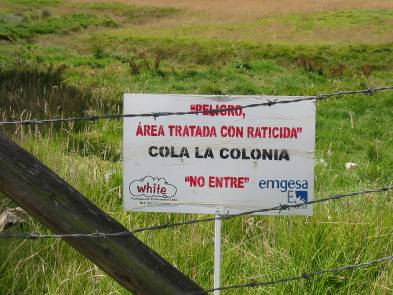 "PELIGRO,
ÁREA TRATADA CON RATICIDA"
COLA LA COLONIA
"NO ENTRE"
white
emgesa